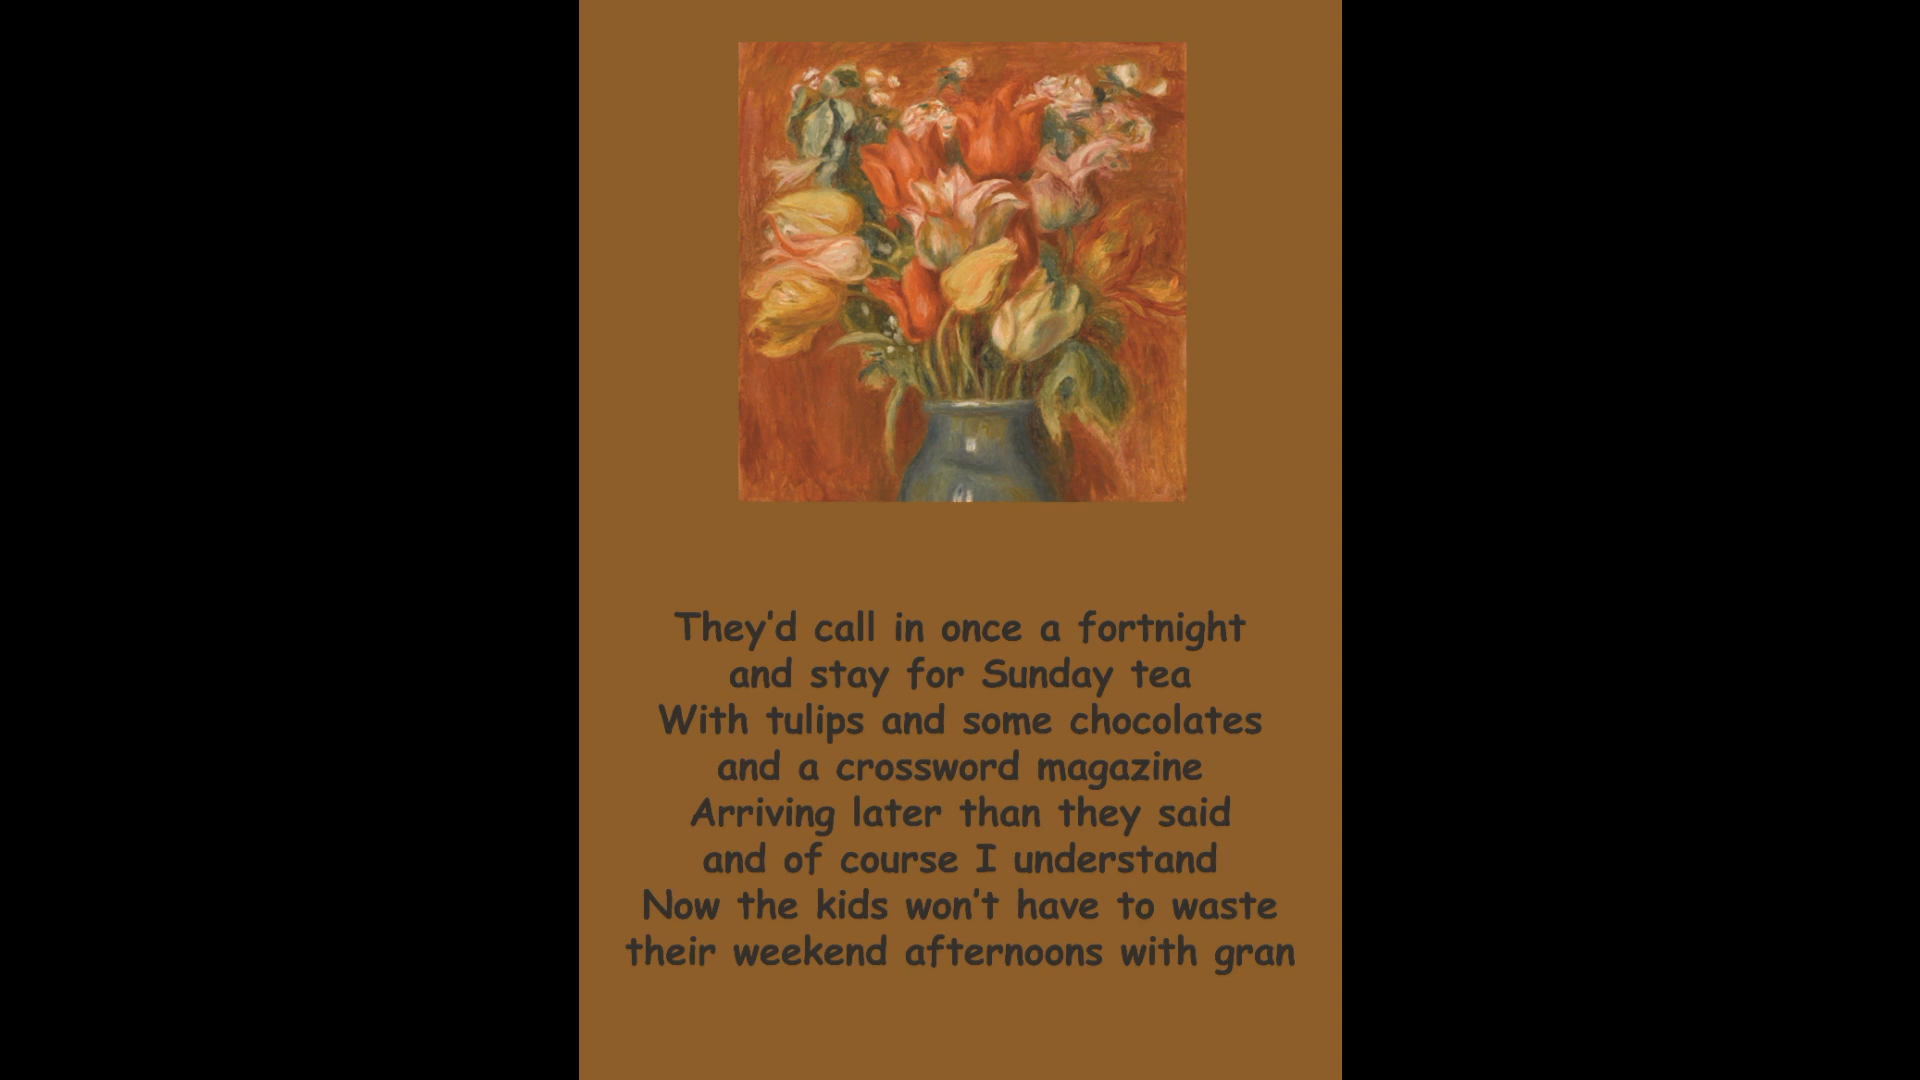 They’d call in once a fortnight
and stay for Sunday tea
With tulips and some chocolates
and a crossword magazine
Arriving later than they said
and of course I understand
Now the kids won’t have to waste
their weekend afternoons with gran